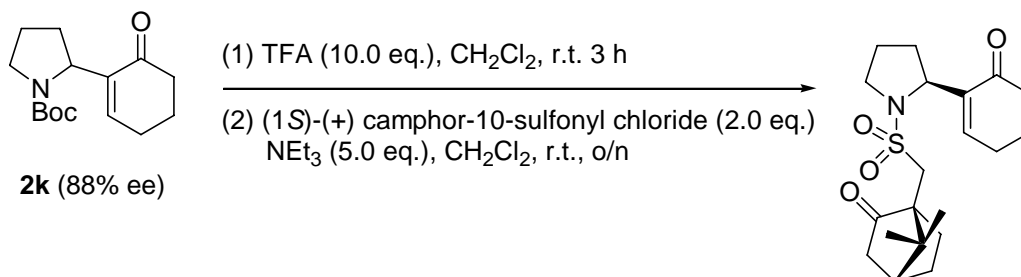 O
N
Boc
2k (88% ee)
(1) TFA (10.0 eq.), CH2Cl2, r.t. 3 h
(2) (1S)-(+) camphor-10-sulfonyl chloride (2.0 eq.)
NEt3 (5.0 eq.), CH2Cl2, r.t., o/n
O
N
O
S
O
O